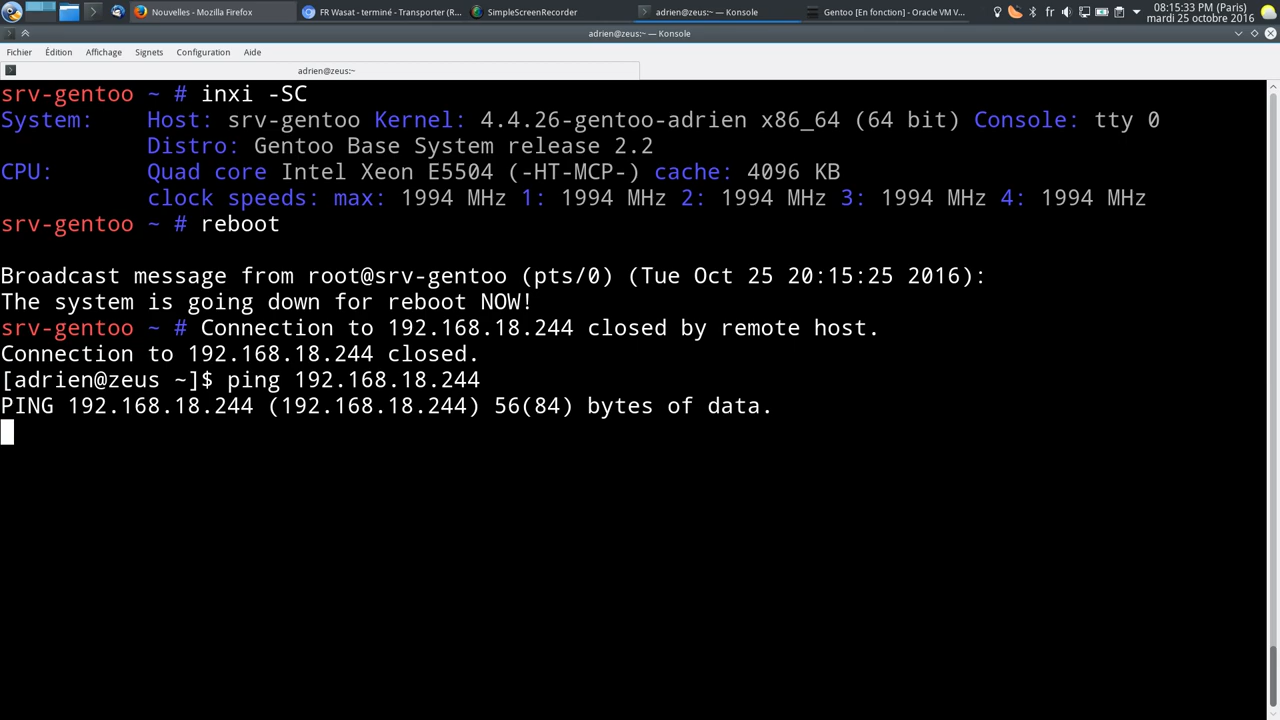 Nouvelles - Mozilla Firefox
FR Wasat - terminé - Transporter (R...
SimpleScreenRecorder
adrien@zeus:~ — Konsole
Gentoo [En fonction] - Oracle VM V...
fr
08:15:33 PM (Paris)
mardi 25 octobre 2016
adrien@zeus:~ — Konsole
Fichier Édition Affichage Signets Configuration Aide
adrien@zeus:~
srv-gentoo ~ # inxi -SC
System: Host: srv-gentoo Kernel: 4.4.26-gentoo-adrien x86_64 (64 bit) Console: tty 0
Distro: Gentoo Base System release 2.2
CPU: Quad core Intel Xeon E5504 (-HT-MCP-) cache: 4096 KB
clock speeds: max: 1994 MHz 1: 1994 MHz 2: 1994 MHz 3: 1994 MHz 4: 1994 MHz
srv-gentoo ~ # reboot
Broadcast message from root@srv-gentoo (pts/0) (Tue Oct 25 20:15:25 2016):
The system is going down for reboot NOW!
srv-gentoo ~ # Connection to 192.168.18.244 closed by remote host.
Connection to 192.168.18.244 closed.
[adrien@zeus ~]$ ping 192.168.18.244
PING 192.168.18.244 (192.168.18.244) 56(84) bytes of data.